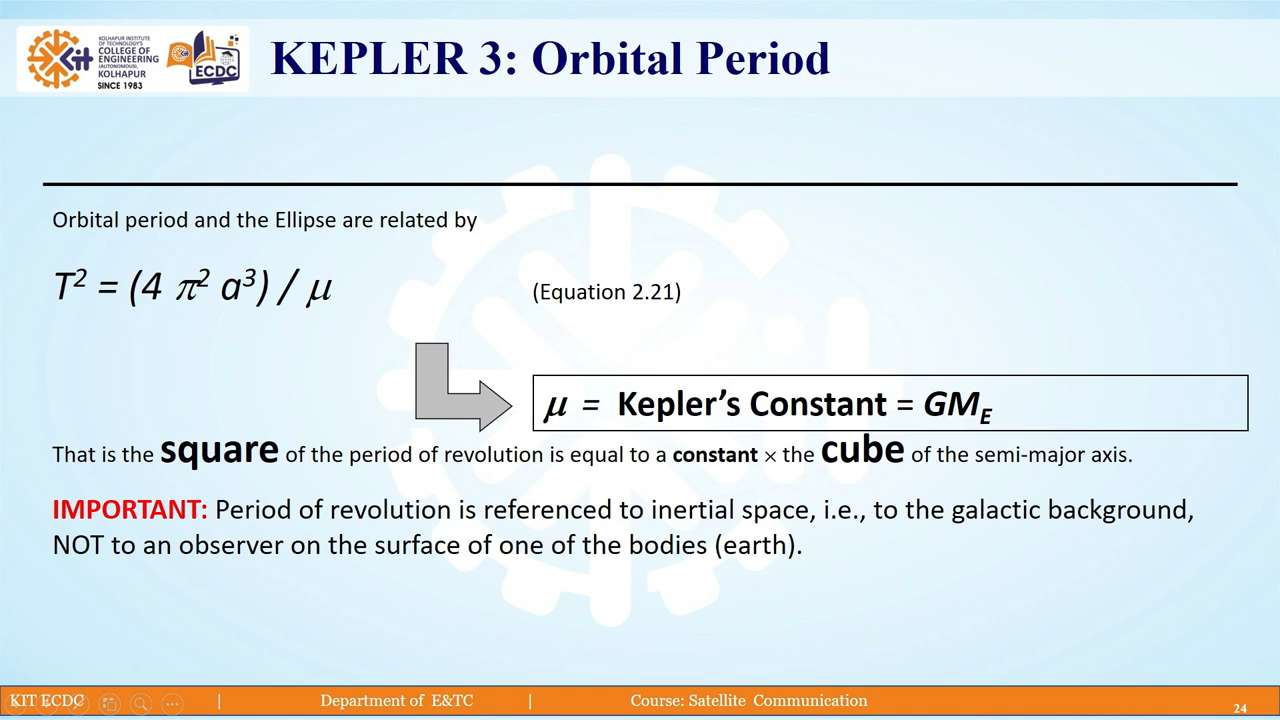 KOLHAPUR INSTITUTE
OF TECHNOLOGY'S
COLLEGE OF
ENGINEERING
(AUTONOMOUS),
KOLHAPUR
SINCE 1983
KIT
ECDC
KEPLER 3: Orbital Period
Orbital period and the Ellipse are related by
T² = (4 π² a³) / μ (Equation 2.21)
μ = Kepler’s Constant = GM_E
That is the square of the period of revolution is equal to a constant × the cube of the semi-major axis.
IMPORTANT: Period of revolution is referenced to inertial space, i.e., to the galactic background,
NOT to an observer on the surface of one of the bodies (earth).
KIT ECDC | Department of E&TC | Course: Satellite Communication
24